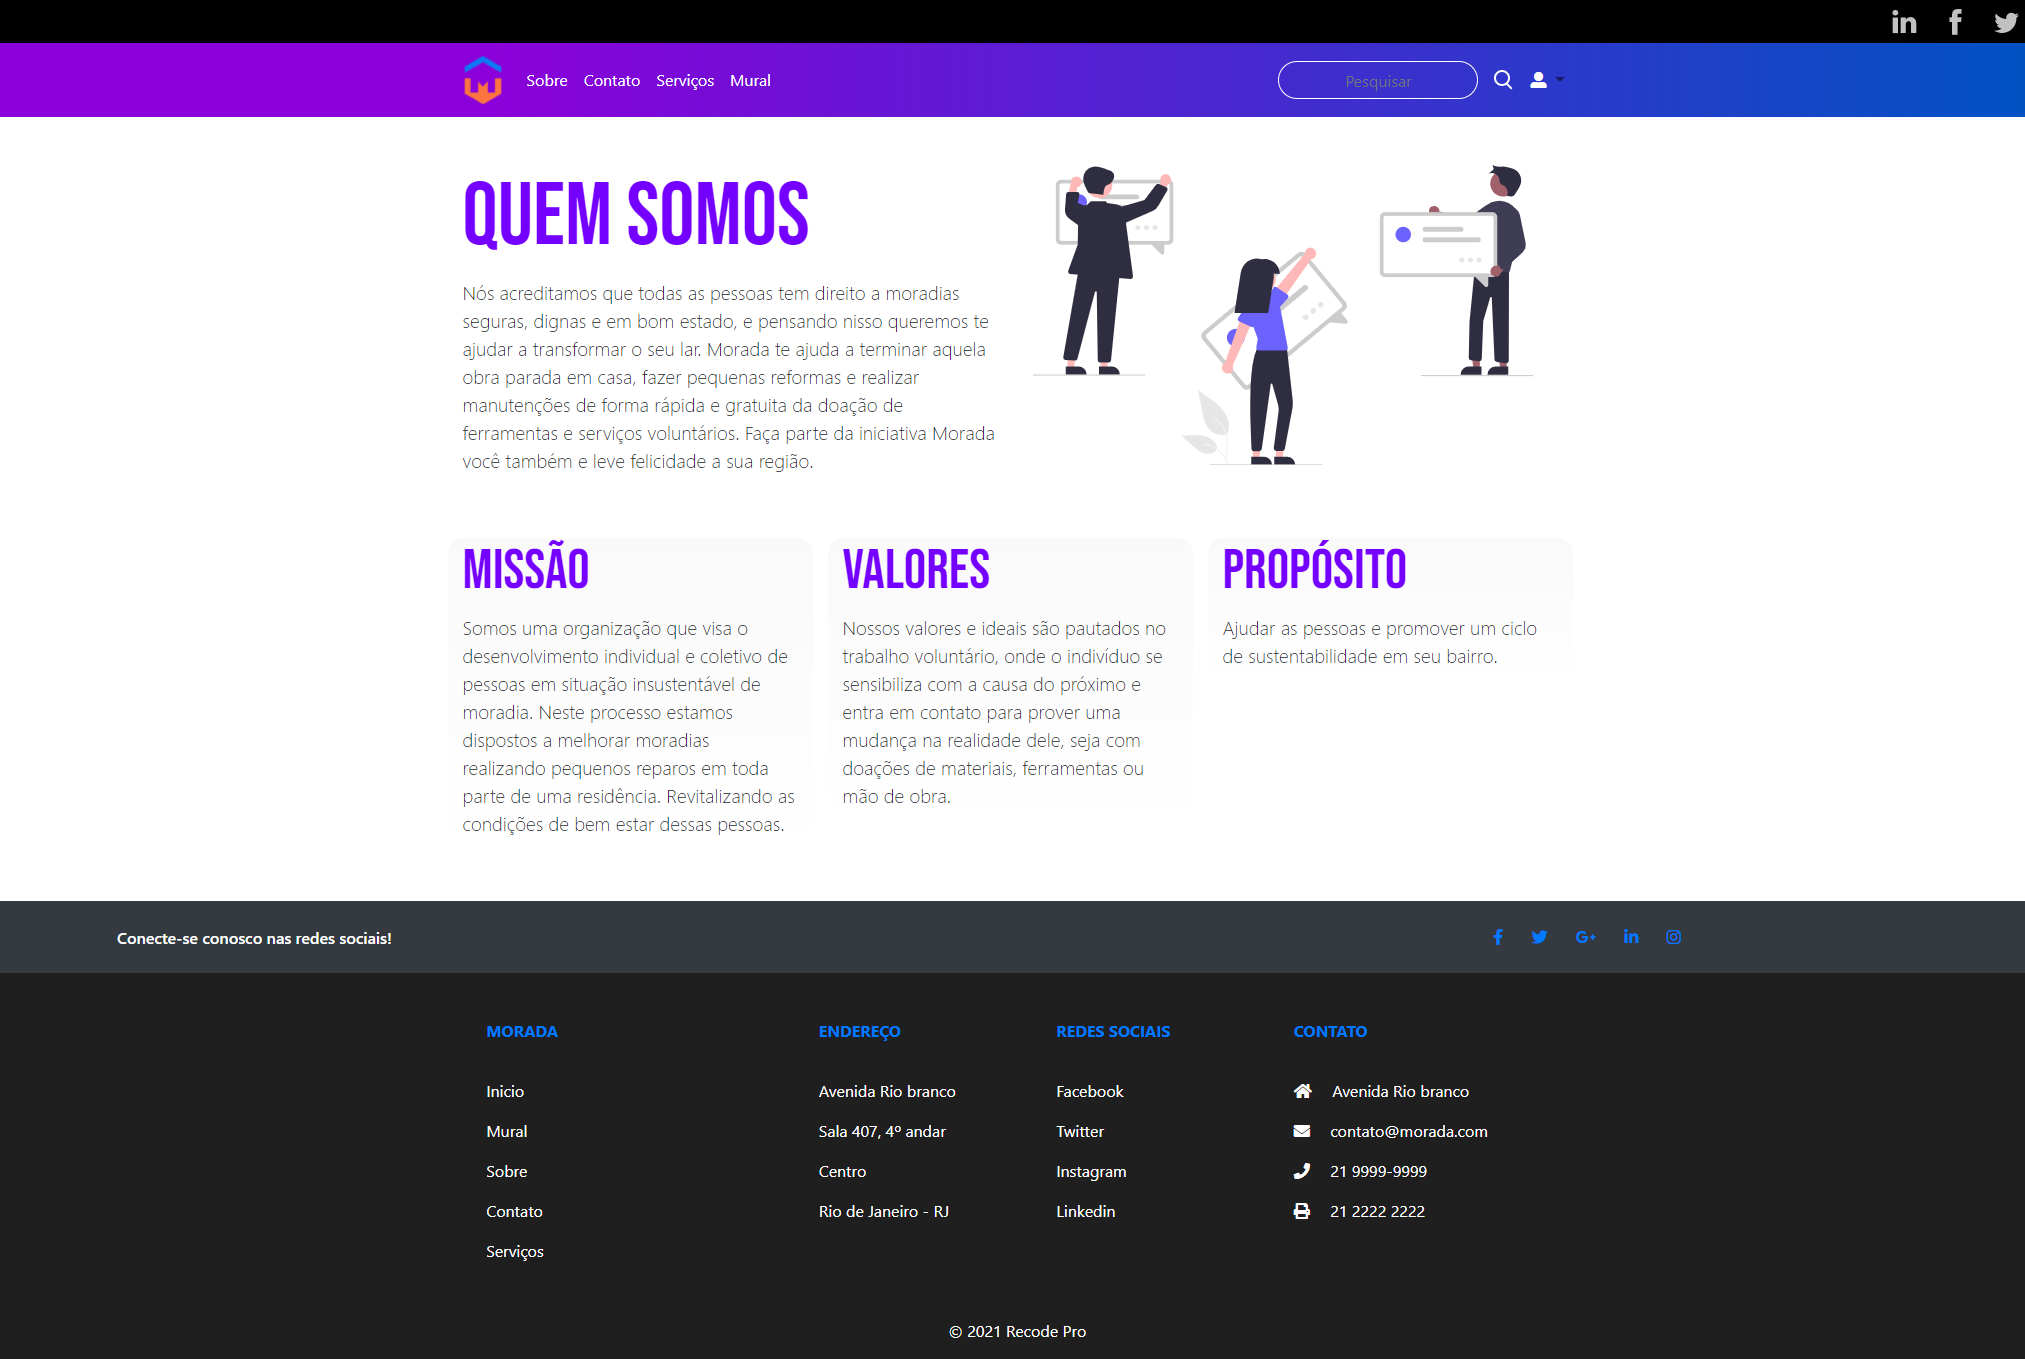 Sobre Contato Serviços Mural
Pesquisar
QUEM SOMOS
Nós acreditamos que todas as pessoas tem direito a moradias
seguras, dignas e em bom estado, e pensando nisso queremos te
ajudar a transformar o seu lar. Morada te ajuda a terminar aquela
obra parada em casa, fazer pequenas reformas e realizar
manutenções de forma rápida e gratuita da doação de
ferramentas e serviços voluntários. Faça parte da iniciativa Morada
você também e leve felicidade a sua região.
MISSÃO
Somos uma organização que visa o
desenvolvimento individual e coletivo de
pessoas em situação insustentável de
moradia. Neste processo estamos
dispostos a melhorar moradias
realizando pequenos reparos em toda
parte de uma residência. Revitalizando as
condições de bem estar dessas pessoas.
VALORES
Nossos valores e ideais são pautados no
trabalho voluntário, onde o indivíduo se
sensibiliza com a causa do próximo e
entra em contato para prover uma
mudança na realidade dele, seja com
doações de materiais, ferramentas ou
mão de obra.
PROPÓSITO
Ajudar as pessoas e promover um ciclo
de sustentabilidade em seu bairro.
Conecte-se conosco nas redes sociais!
MORADA
Inicio
Mural
Sobre
Contato
Serviços
ENDEREÇO
Avenida Rio branco
Sala 407, 4º andar
Centro
Rio de Janeiro - RJ
REDES SOCIAIS
Facebook
Twitter
Instagram
Linkedin
CONTATO
Avenida Rio branco
contato@morada.com
21 9999-9999
21 2222 2222
© 2021 Recode Pro